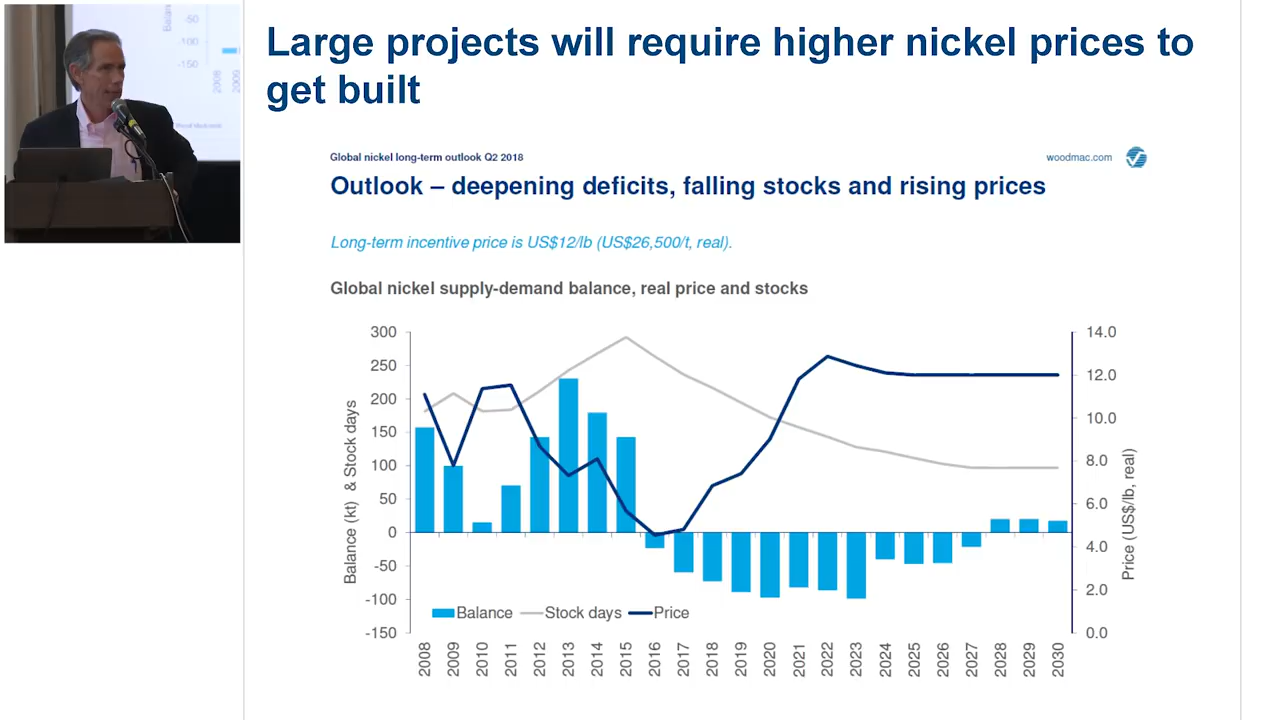 Large projects will require higher nickel prices to
get built
Global nickel long-term outlook Q2 2018
woodmac.com
Outlook – deepening deficits, falling stocks and rising prices
Long-term incentive price is US$12/lb (US$26,500/t, real).
Global nickel supply-demand balance, real price and stocks
Balance (kt) & Stock days
300
250
200
150
100
50
0
-50
-100
-150
14.0
12.0
10.0
8.0
6.0
4.0
2.0
0.0
Price (US$/lb, real)
Balance Stock days Price
2008 2009 2010 2011 2012 2013 2014 2015 2016 2017 2018 2019 2020 2021 2022 2023 2024 2025 2026 2027 2028 2029 2030
-50
-100
-150
2008
2009